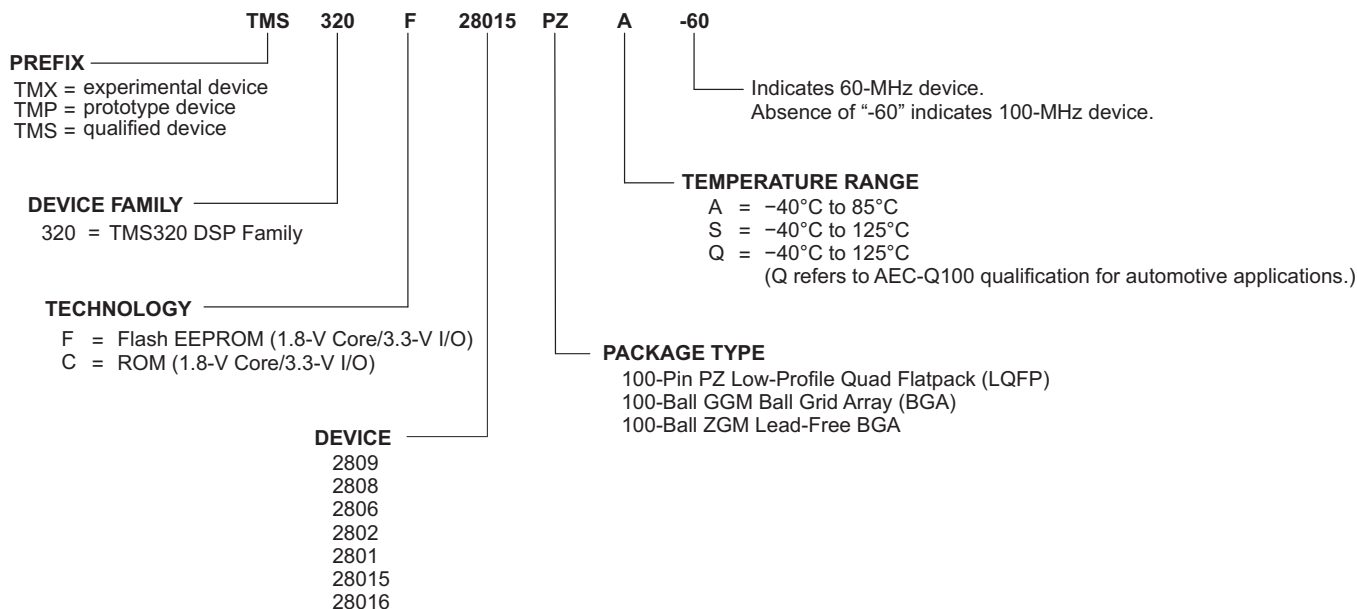 TMS 320 F 28015 PZ A -60
PREFIX
TMX = experimental device
TMP = prototype device
TMS = qualified device
Indicates 60-MHz device.
Absence of “-60” indicates 100-MHz device.
DEVICE FAMILY
320 = TMS320 DSP Family
TEMPERATURE RANGE
A = −40°C to 85°C
S = −40°C to 125°C
Q = −40°C to 125°C
(Q refers to AEC-Q100 qualification for automotive applications.)
TECHNOLOGY
F = Flash EEPROM (1.8-V Core/3.3-V I/O)
C = ROM (1.8-V Core/3.3-V I/O)
PACKAGE TYPE
100-Pin PZ Low-Profile Quad Flatpack (LQFP)
100-Ball GGM Ball Grid Array (BGA)
100-Ball ZGM Lead-Free BGA
DEVICE
2809
2808
2806
2802
2801
28015
28016